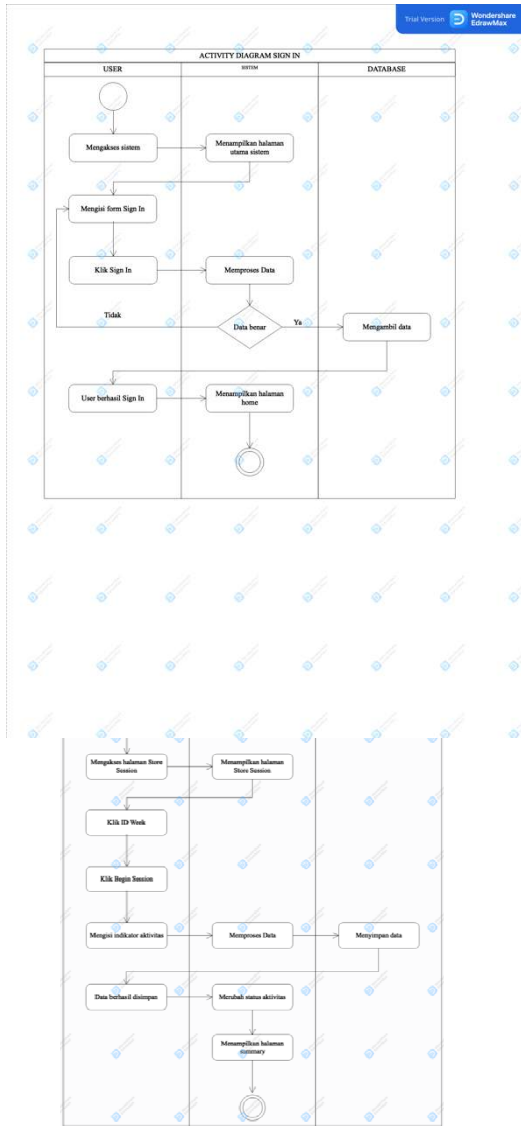 Trial Version
Wondershare
EdrawMax
ACTIVITY DIAGRAM SIGN IN
USER
SISTEM
DATABASE
Mengakses sistem
Menampilkan halaman
utama sistem
Mengisi form Sign In
Klik Sign In
Memproses Data
Tidak
Data benar
Ya
Mengambil data
User berhasil Sign In
Menampilkan halaman
home
Mengakses halaman Store
Session
Menampilkan halaman
Store Session
Klik ID Week
Klik Begin Session
Mengisi indikator aktivitas
Memproses Data
Menyimpan data
Data berhasil disimpan
Merubah status aktivitas
Menampilkan halaman
summary